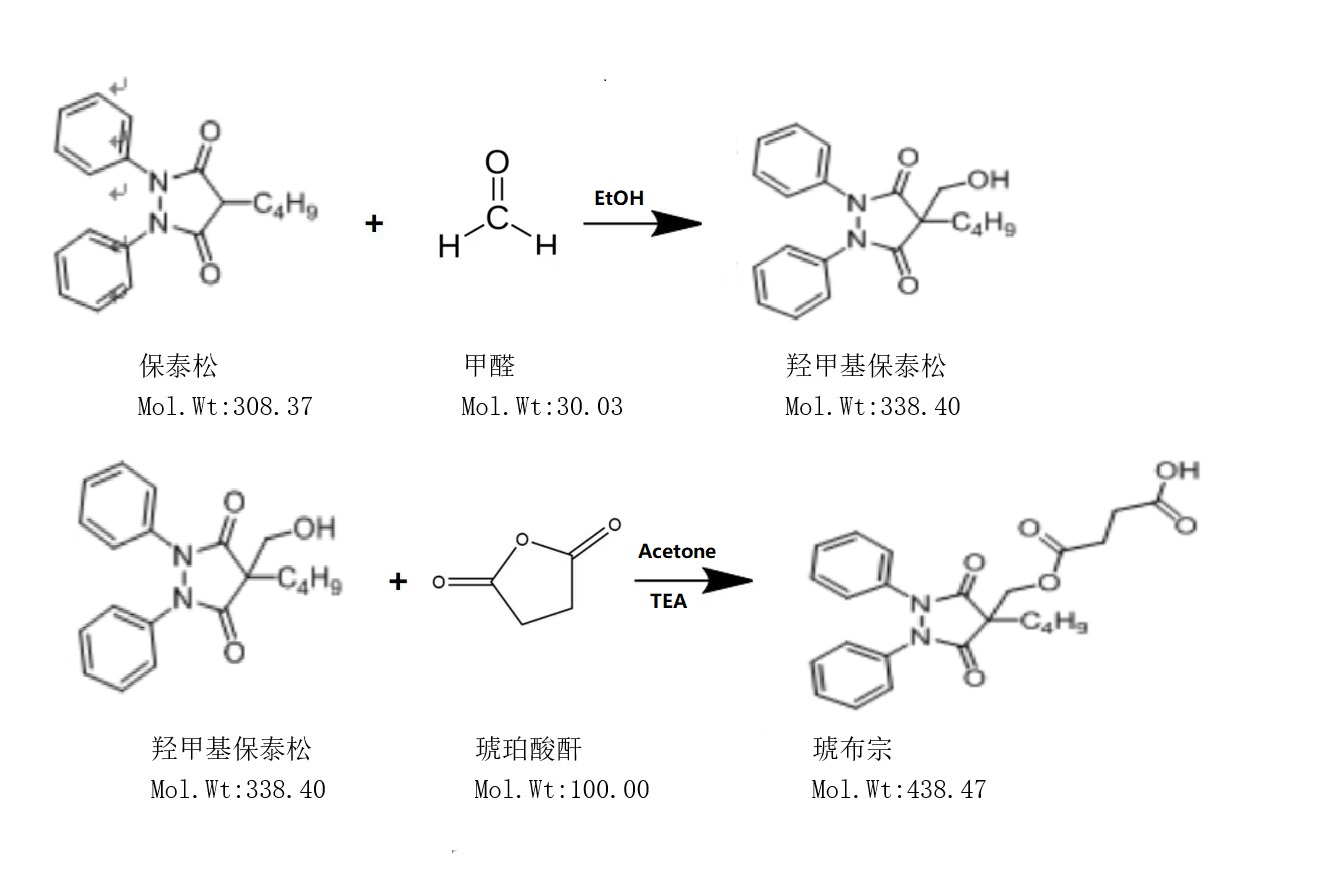 O
N
N
O
C4H9
+
O
C
H
H
EtOH
O
OH
N
N
C4H9
O
保泰松
甲醛
羟甲基保泰松
Mol.Wt:308.37
Mol.Wt:30.03
Mol.Wt:338.40
O
OH
N
N
C4H9
O
+
O
O
O
Acetone
TEA
OH
O
O
O
O
N
N
C4H9
O
羟甲基保泰松
琥珀酸酐
琥布宗
Mol.Wt:338.40
Mol.Wt:100.00
Mol.Wt:438.47